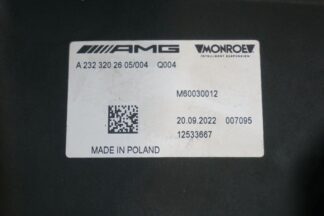 AMG MONROE
INTELLIGENT SUSPENSION
A 232 320 26 05/004 Q004
M60030012
20.09.2022 007095
12533667
MADE IN POLAND